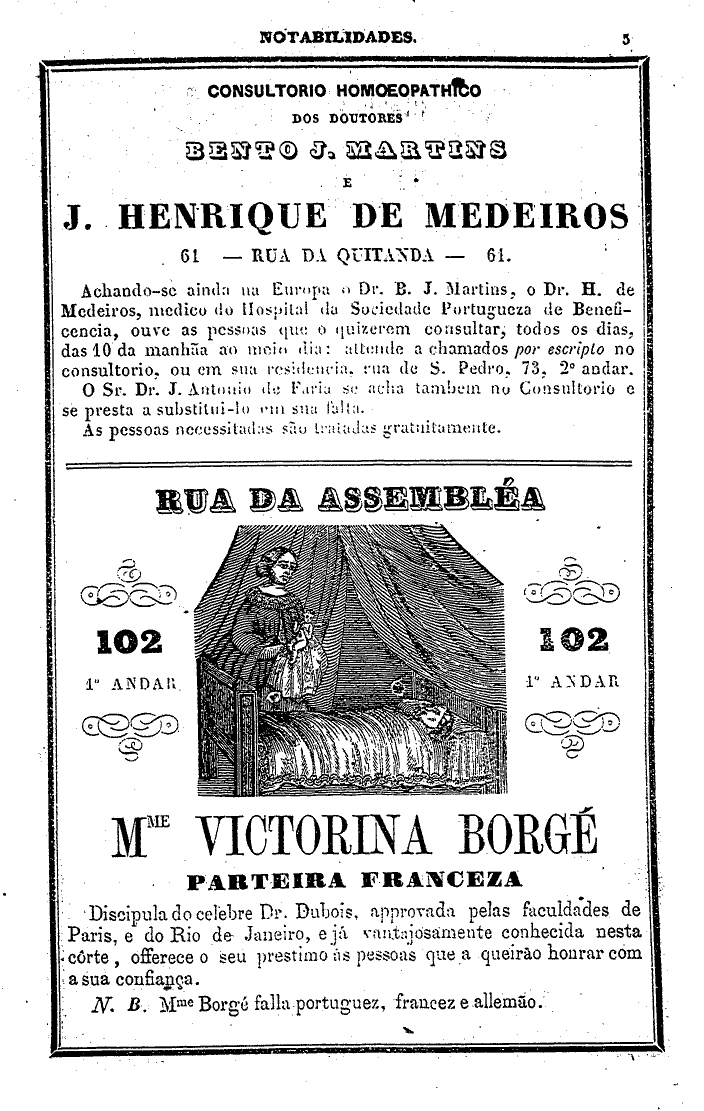 NOTABILIDADES. 5
CONSULTORIO HOMOEOPATHICO
DOS DOUTORES
BENTO J. MARTINS
E
J. HENRIQUE DE MEDEIROS
61 — RUA DA QUITANDA — 61.
Achando-se ainda na Europa o Dr. B. J. Martins, o Dr. H. de
Medeiros, medico do Hospital da Sociedade Portugueza de Benefi-
cencia, ouve as pessoas que o quizerem consultar, todos os dias,
das 10 da manhãa ao meio dia: attende a chamados por escripto no
consultorio, ou em sua residencia, rua de S. Pedro, 73, 2º andar.
O Sr. Dr. J. Antonio de Faria se acha tambem no Consultorio e
se presta a substitui-lo em sua falta.
As pessoas necessitadas são tratadas gratuitamente.
RUA DA ASSEMBLÉA
102
1º ANDAR
102
1º ANDAR
MME VICTORINA BORGÉ
PARTEIRA FRANCEZA
Discipula do celebre Dr. Dubois, approvada pelas faculdades de
Paris, e do Rio de Janeiro, e já vantajosamente conhecida nesta
côrte, offerece o seu prestimo ás pessoas que a queirão honrar com
a sua confiança.
N. B. Mme Borgé falla portuguez, francez e allemão.